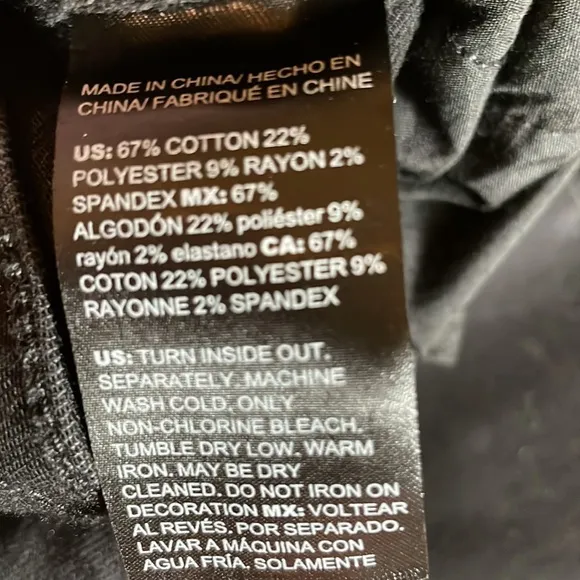 MADE IN CHINA/ HECHO EN
CHINA/ FABRIQUÉ EN CHINE
US: 67% COTTON 22%
POLYESTER 9% RAYON 2%
SPANDEX MX: 67%
ALGODÓN 22% poliéster 9%
rayón 2% elastano CA: 67%
COTON 22% POLYESTER 9%
RAYONNE 2% SPANDEX
US: TURN INSIDE OUT.
SEPARATELY. MACHINE
WASH COLD. ONLY
NON-CHLORINE BLEACH.
TUMBLE DRY LOW. WARM
IRON. MAY BE DRY
CLEANED. DO NOT IRON ON
DECORATION MX: VOLTEAR
AL REVÉS. POR SEPARADO.
LAVAR A MÁQUINA CON
AGUA FRÍA. SOLAMENTE